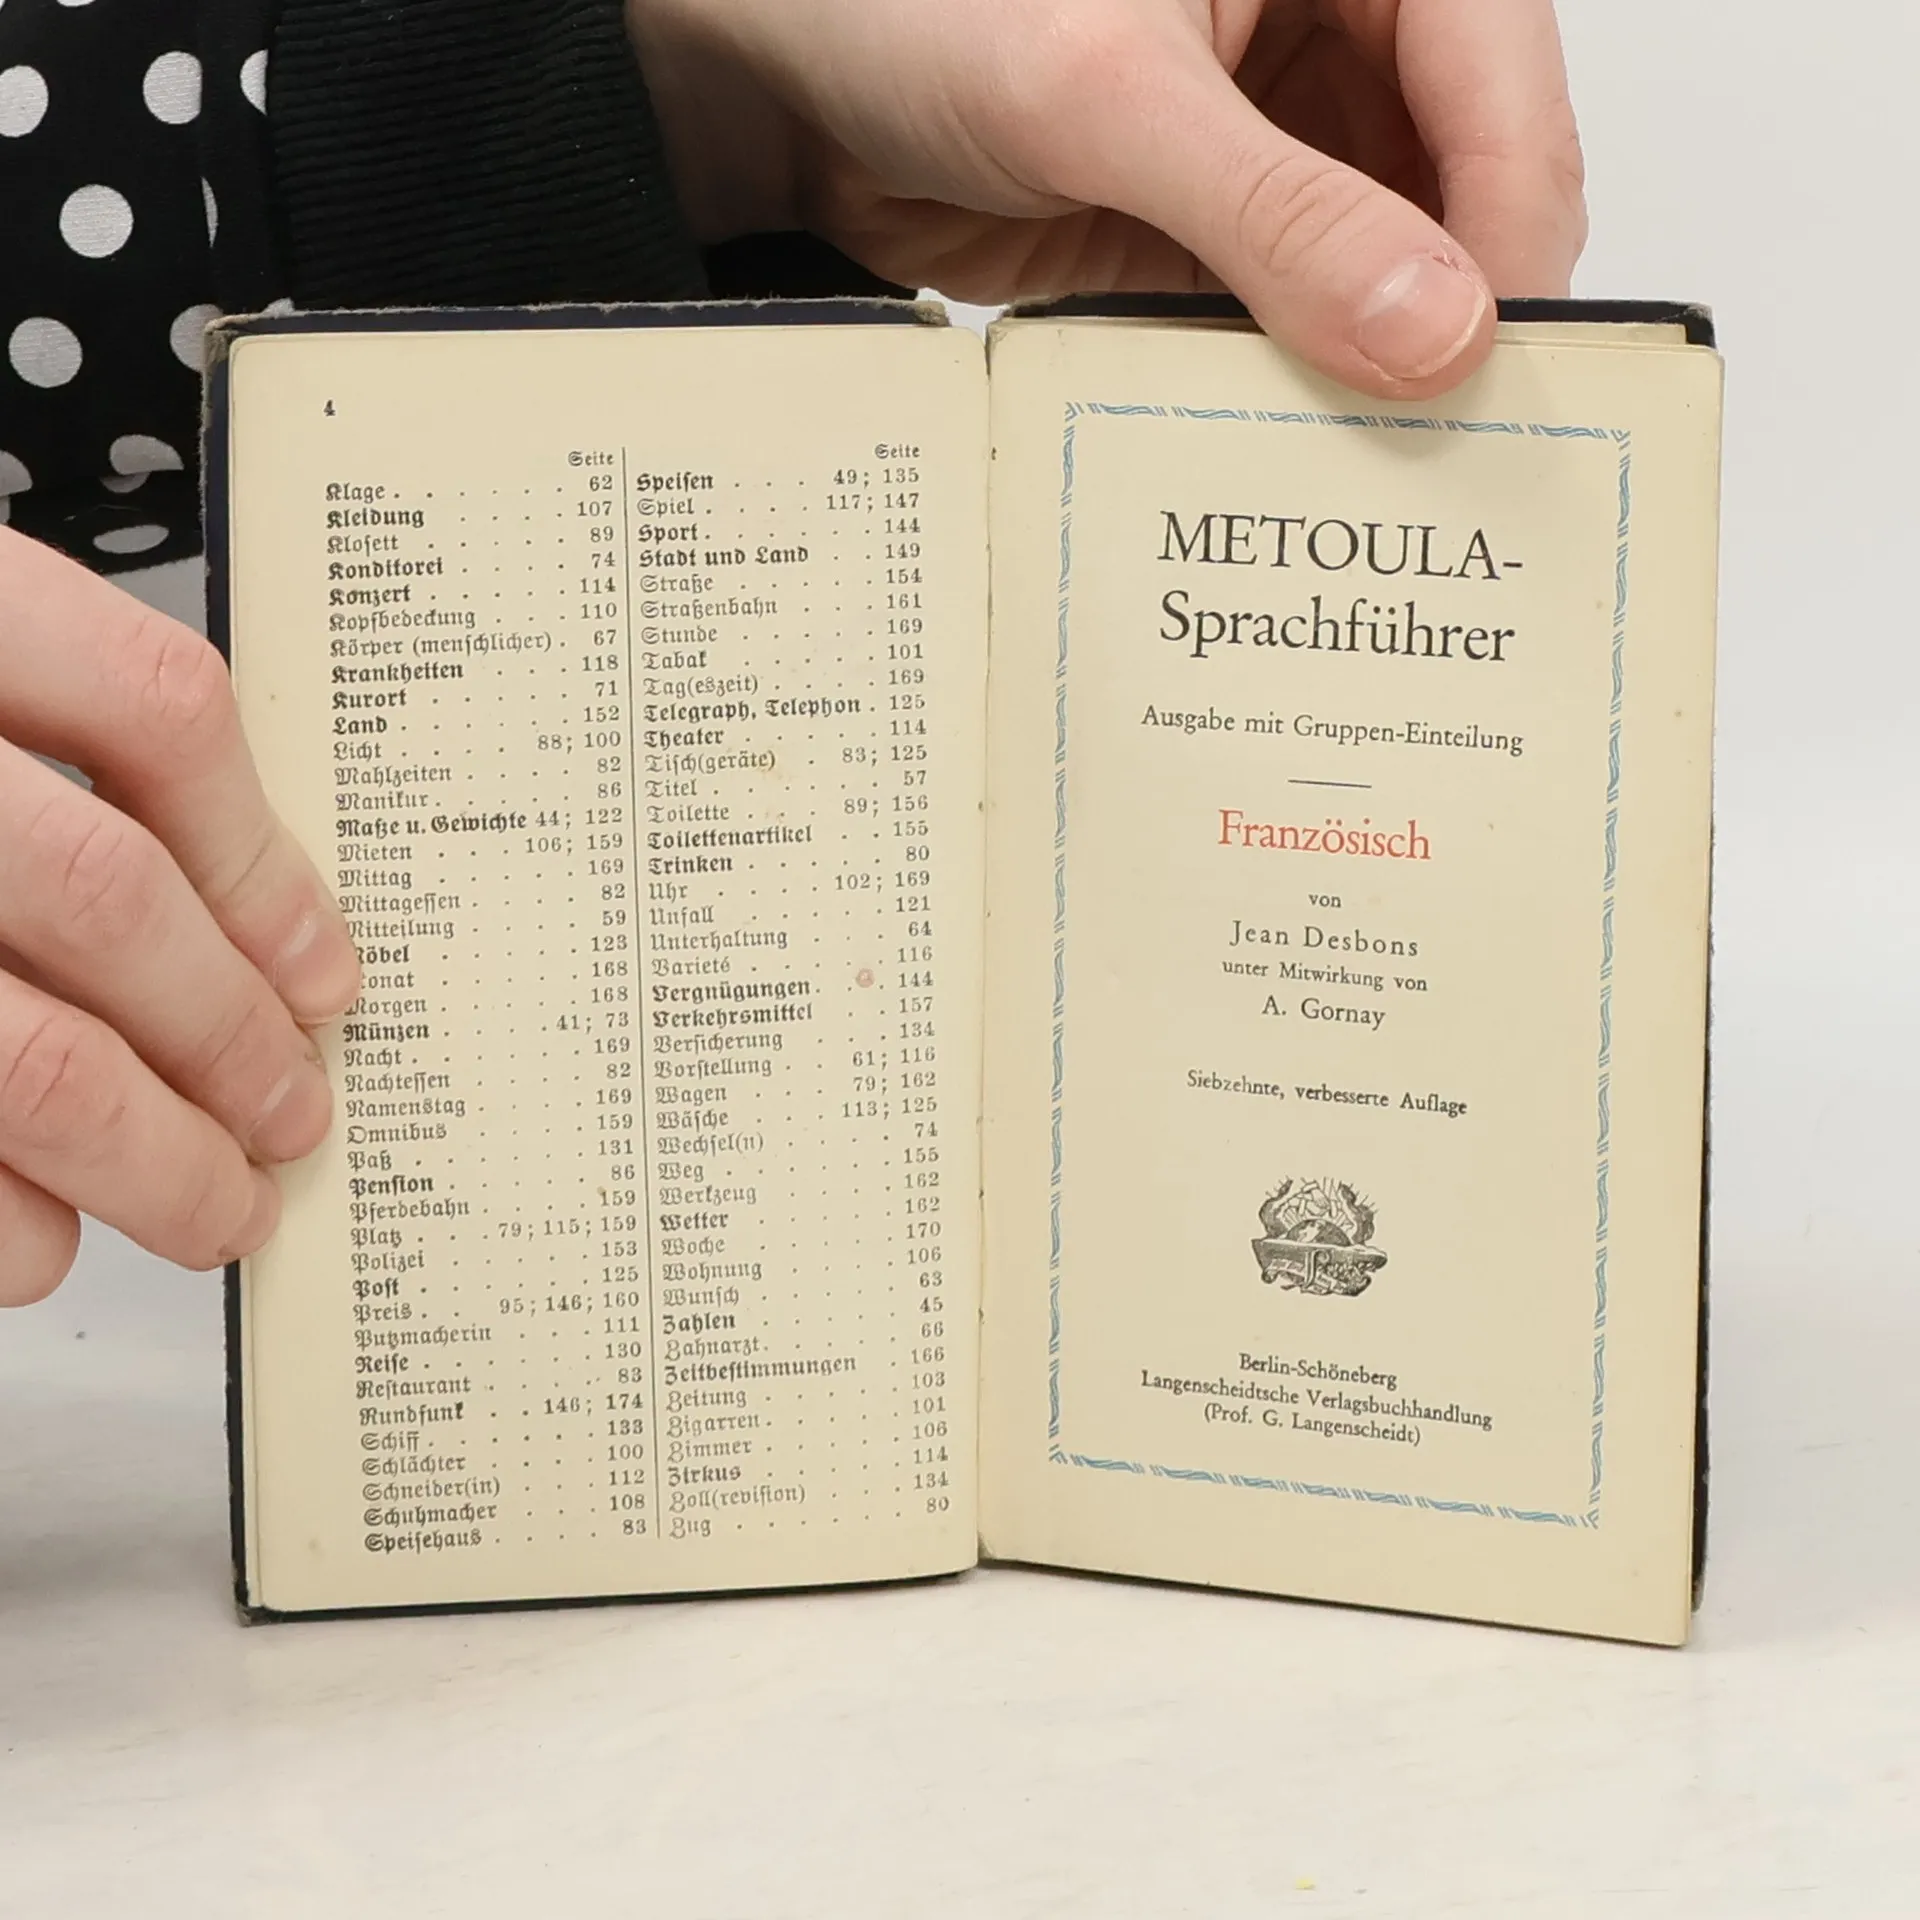 4
Seite
Klage . . . . . . 62
Kleidung . . . . 107
Klosett . . . . . 89
Konditorei . . . . 74
Konzert . . . . . 114
Kopfbedeckung . . . 110
Körper (menschlicher) . 67
Krankheiten . . . 118
Kurort . . . . . 71
Land . . . . . . 152
Licht . . . . 88; 100
Mahlzeiten . . . . 82
Manikur . . . . . 86
Maße u. Gewichte 44; 122
Mieten . . . 106; 159
Mittag . . . . . 169
Mittagessen . . . . 82
Mitteilung . . . . 59
Möbel . . . . . 123
Monat . . . . . 168
Morgen . . . . . 168
Münzen . . . . 41; 73
Nacht . . . . . . 169
Nachtessen . . . . 82
Namenstag . . . . 169
Omnibus . . . . 159
Paß . . . . . . 131
Pension . . . . . 86
Pferdebahn . . . . 159
Platz . . . 79; 115; 159
Polizei . . . . . 153
Post . . . . . . 125
Preis . . 95; 146; 160
Putzmacherin . . . 111
Reise . . . . . . 130
Restaurant . . . . 83
Rundfunk . . 146; 174
Schiff . . . . . . 133
Schlächter . . . . 100
Schneider(in) . . . 112
Schuhmacher . . . 108
Speisehaus . . . . 83
Seite
Speisen . . . 49; 135
Spiel . . . . 117; 147
Sport . . . . . . 144
Stadt und Land . . 149
Straße . . . . . 154
Straßenbahn . . . 161
Stunde . . . . . 169
Tabak . . . . . 101
Tag(eszeit) . . . . 169
Telegraph, Telephon . 125
Theater . . . . . 114
Tisch(geräte) . 83; 125
Titel . . . . . . 57
Toilette . . . 89; 156
Toilettenartikel . . 155
Trinken . . . . . 80
Uhr . . . . 102; 169
Unfall . . . . . 121
Unterhaltung . . . 64
Varieté . . . . . 116
Vergnügungen . . . 144
Verkehrsmittel . . 157
Versicherung . . . 134
Vorstellung . . 61; 116
Wagen . . . 79; 162
Wäsche . . . 113; 125
Wechsel(n) . . . . 74
Weg . . . . . . 155
Werkzeug . . . . 162
Wetter . . . . . 162
Woche . . . . . 170
Wohnung . . . . 106
Wunsch . . . . . 63
Zahlen . . . . . 45
Zahnarzt . . . . . 66
Zeitbestimmungen . 166
Zeitung . . . . . 103
Zigarren . . . . . 101
Zimmer . . . . . 106
Zirkus . . . . . 114
Zoll(revision) . . . 134
Zug . . . . . . 80
METOULA-
Sprachführer
Ausgabe mit Gruppen-Einteilung
Französisch
von
Jean Desbons
unter Mitwirkung von
A. Gornay
Siebzehnte, verbesserte Auflage
Berlin-Schöneberg
Langenscheidtsche Verlagsbuchhandlung
(Prof. G. Langenscheidt)